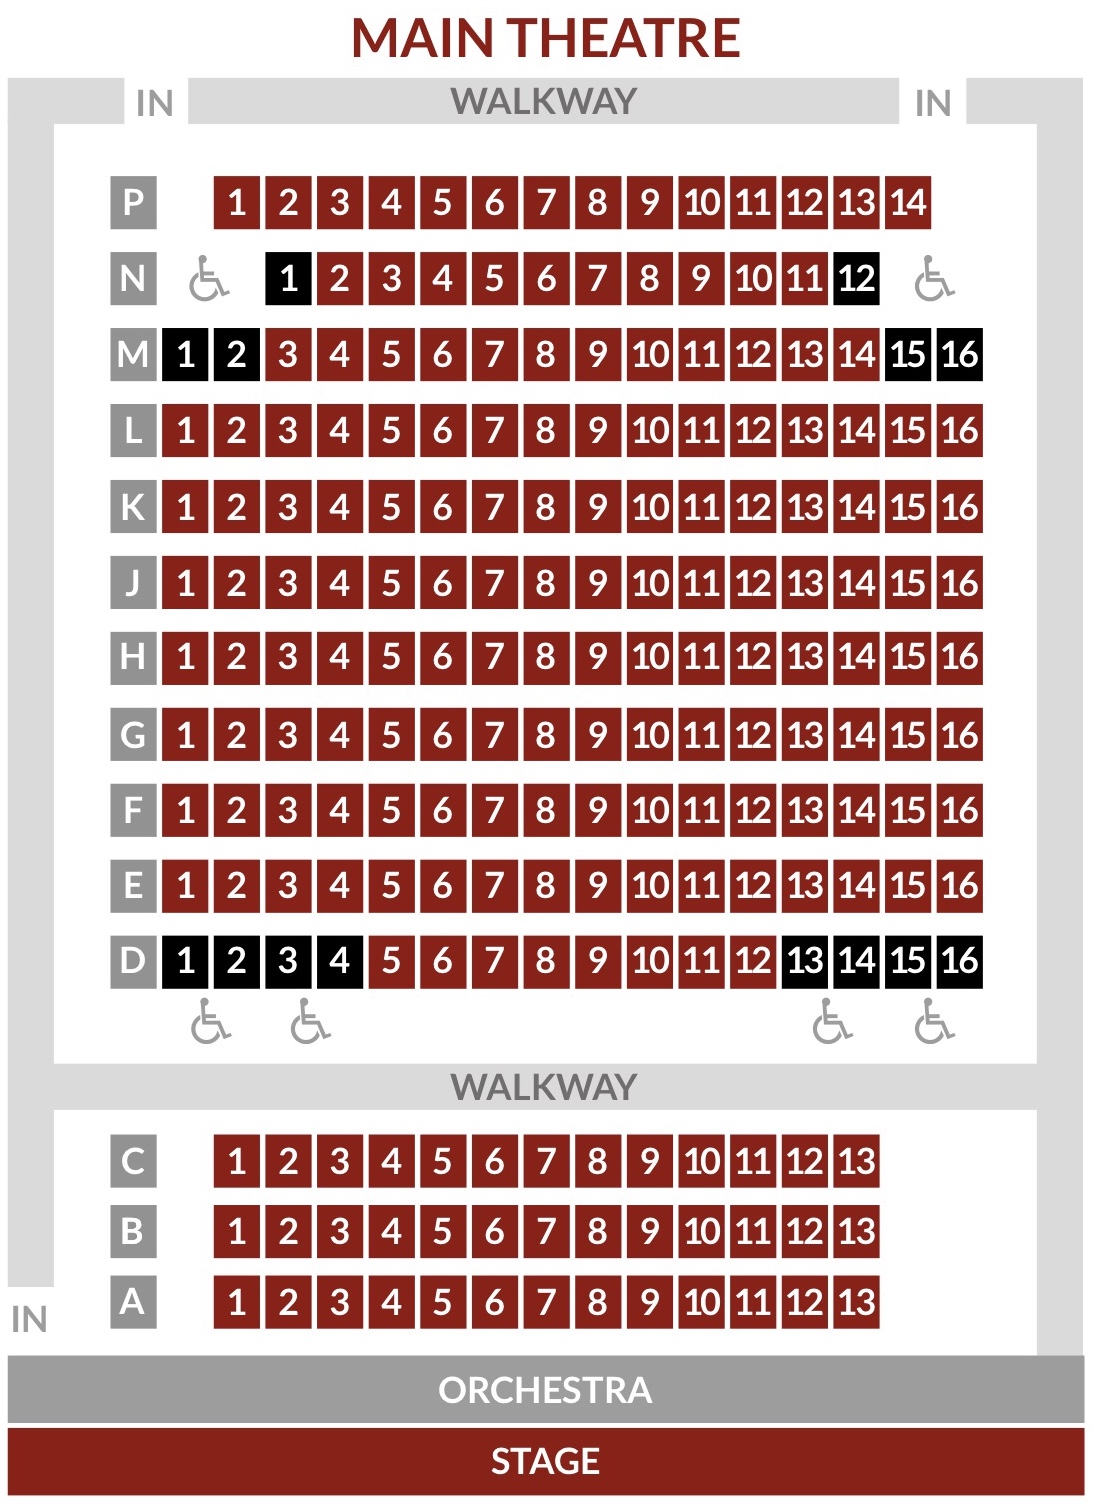 MAIN THEATRE
IN WALKWAY IN
P 1 2 3 4 5 6 7 8 9 10 11 12 13 14
N 1 2 3 4 5 6 7 8 9 10 11 12
M 1 2 3 4 5 6 7 8 9 10 11 12 13 14 15 16
L 1 2 3 4 5 6 7 8 9 10 11 12 13 14 15 16
K 1 2 3 4 5 6 7 8 9 10 11 12 13 14 15 16
J 1 2 3 4 5 6 7 8 9 10 11 12 13 14 15 16
H 1 2 3 4 5 6 7 8 9 10 11 12 13 14 15 16
G 1 2 3 4 5 6 7 8 9 10 11 12 13 14 15 16
F 1 2 3 4 5 6 7 8 9 10 11 12 13 14 15 16
E 1 2 3 4 5 6 7 8 9 10 11 12 13 14 15 16
D 1 2 3 4 5 6 7 8 9 10 11 12 13 14 15 16
WALKWAY
C 1 2 3 4 5 6 7 8 9 10 11 12 13
B 1 2 3 4 5 6 7 8 9 10 11 12 13
A 1 2 3 4 5 6 7 8 9 10 11 12 13
IN
ORCHESTRA
STAGE